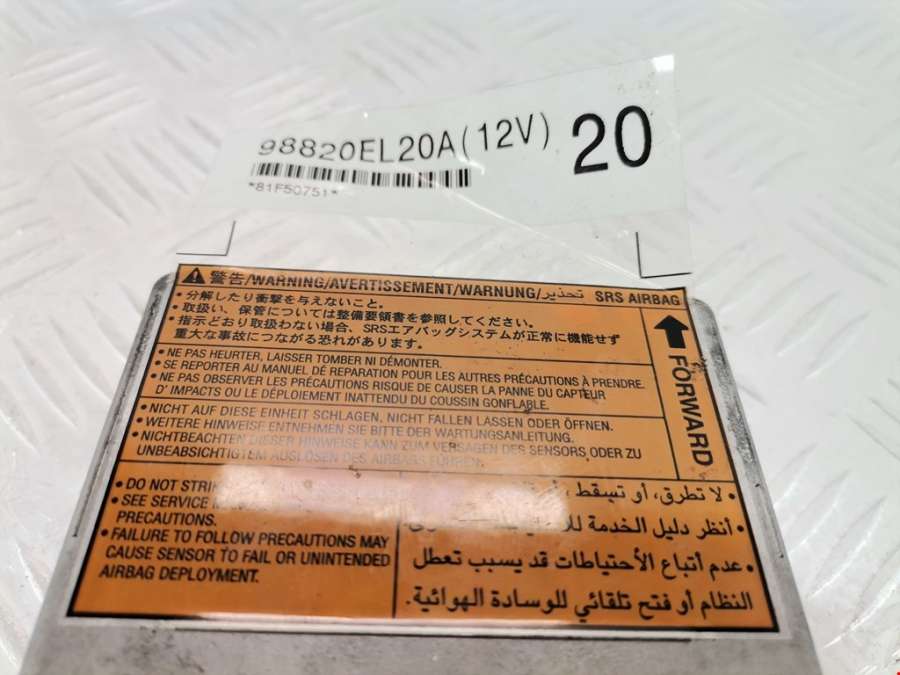 98820EL20A(12V) 20
*81F50751*
警告/WARNING/AVERTISSEMENT/WARNUNG/تحذير SRS AIRBAG
• 分解したり衝撃を与えないこと。
• 取扱い、保管については整備要領書を参照してください。
• 指示どおり取扱わない場合、SRSエアバッグシステムが正常に機能せず
重大な事故につながる恐れがあります。
FORWARD
• NE PAS HEURTER, LAISSER TOMBER NI DÉMONTER.
• SE REPORTER AU MANUEL DE RÉPARATION POUR LES AUTRES PRÉCAUTIONS À PRENDRE.
• NE PAS OBSERVER LES PRÉCAUTIONS RISQUE DE CAUSER LA PANNE DU CAPTEUR
D' IMPACTS OU LE DÉPLOIEMENT INATTENDU DU COUSSIN GONFLABLE.
• NICHT AUF DIESE EINHEIT SCHLAGEN, NICHT FALLEN LASSEN ODER ÖFFNEN.
• WEITERE HINWEISE ENTNEHMEN SIE BITTE DER WARTUNGSANLEITUNG.
• NICHTBEACHTEN DIESER HINWEISE KANN ZUM VERSAGEN DES SENSORS ODER ZU
UNBEABSICHTIGTEM AUSLÖSEN DES AIRBAGS FÜHREN.
• DO NOT STRIK
• SEE SERVICE
PRECAUTIONS.
• FAILURE TO FOLLOW PRECAUTIONS MAY
CAUSE SENSOR TO FAIL OR UNINTENDED
AIRBAG DEPLOYMENT.
• لا تطرق، أو تسقط،
• أنظر دليل الخدمة
• عدم أتباع الأحتياطات قد يسبب تعطل
النظام أو فتح تلقائي للوسادة الهوائية.